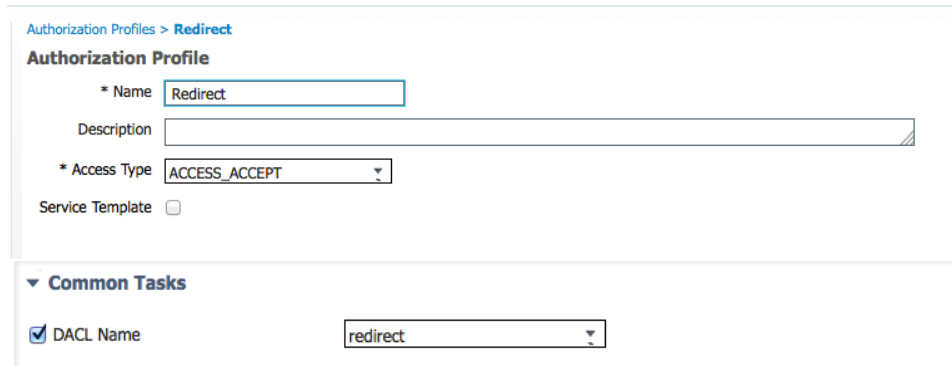 Authorization Profiles > Redirect
Authorization Profile
* Name Redirect
Description
* Access Type ACCESS_ACCEPT
Service Template
Common Tasks
DACL Name redirect